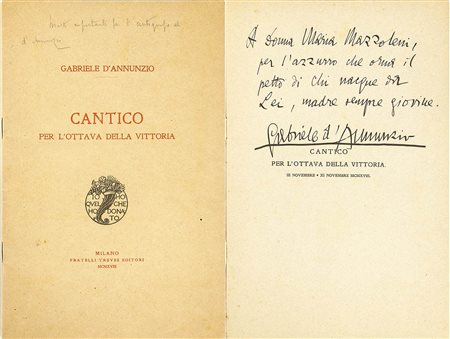 GABRIELE D'ANNUNZIO
CANTICO
PER L'OTTAVA DELLA VITTORIA
IO HO
QUEL CHE
HO DONA
TO
MILANO
FRATELLI TREVES EDITORI
MCMXVIII
A donna Maria Mazzoleni,
per l'azzurro che orna il
petto di chi nacque da
Lei, madre sempre giovine.
Gabriele d'Annunzio
CANTICO
PER L'OTTAVA DELLA VITTORIA.
III NOVEMBRE • XI NOVEMBRE MCMXVIII.